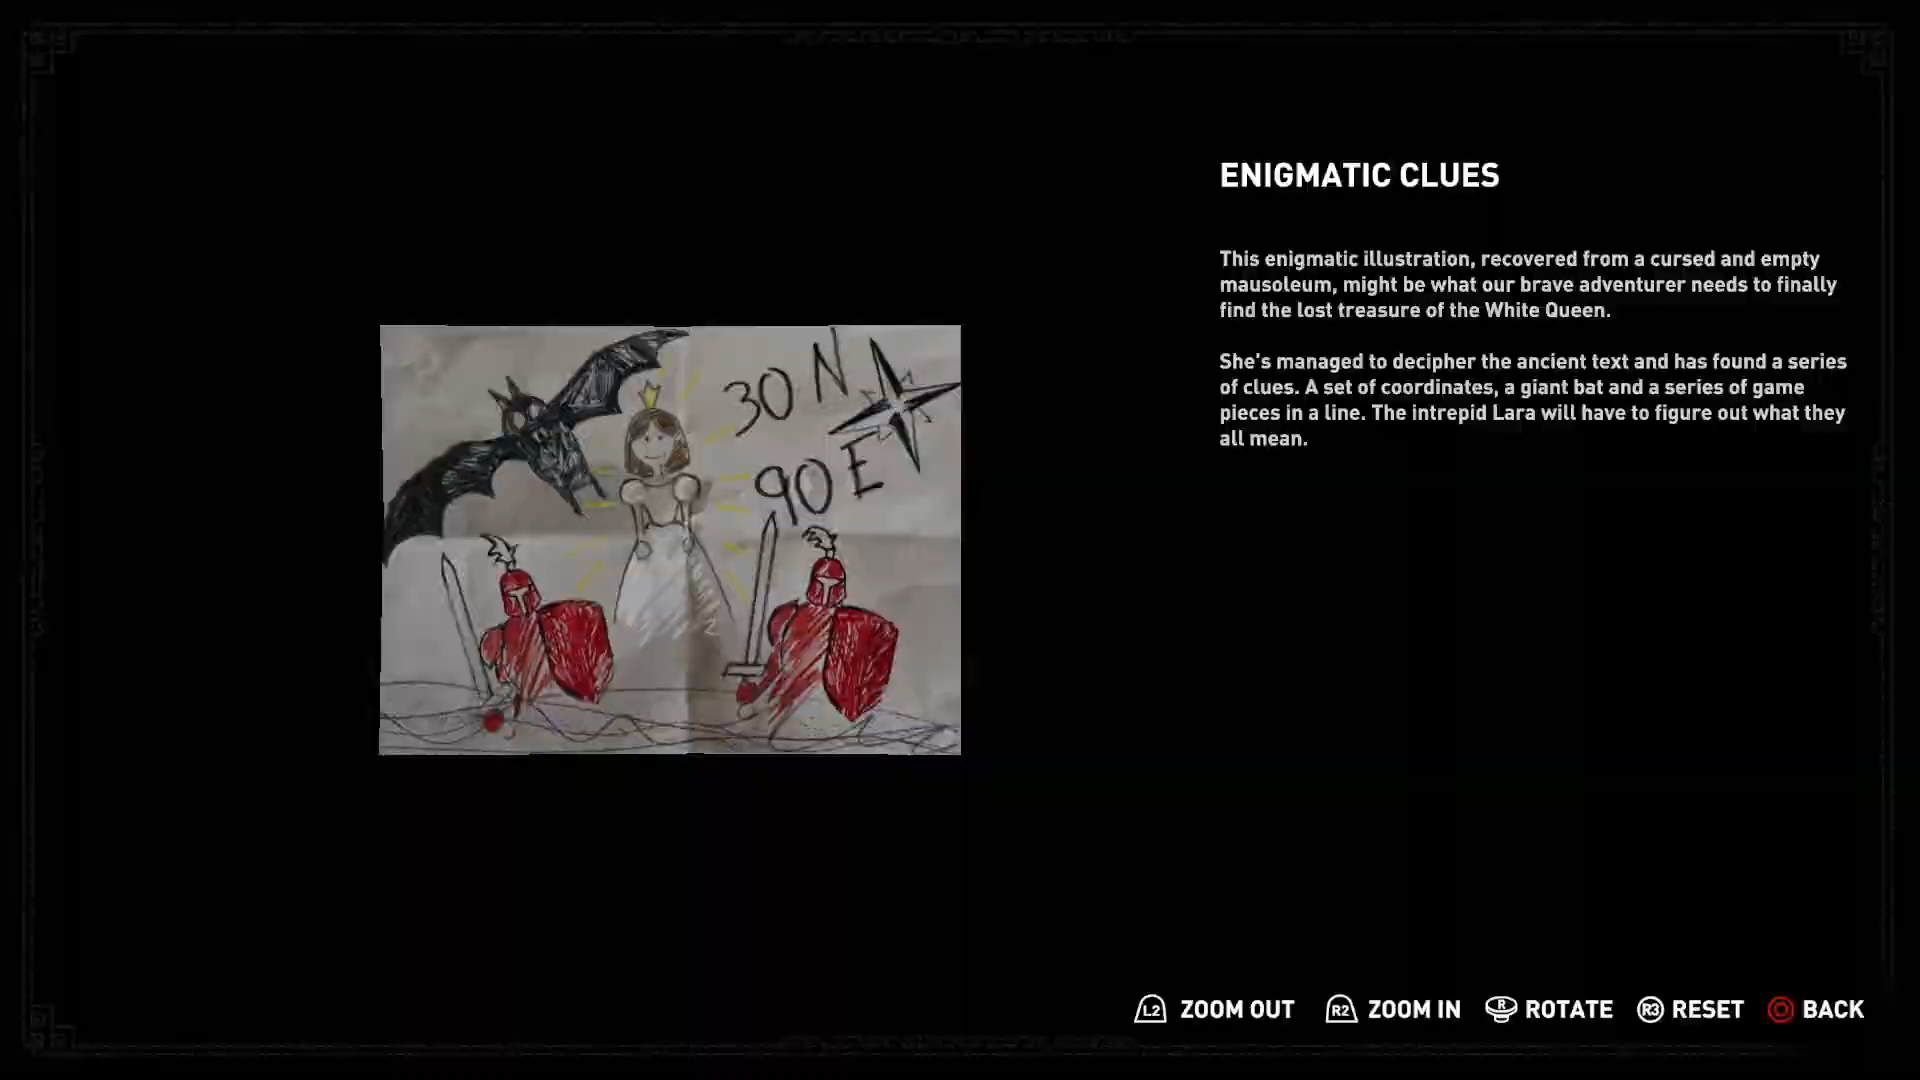 ENIGMATIC CLUES
This enigmatic illustration, recovered from a cursed and empty
mausoleum, might be what our brave adventurer needs to finally
find the lost treasure of the White Queen.
She's managed to decipher the ancient text and has found a series
of clues. A set of coordinates, a giant bat and a series of game
pieces in a line. The intrepid Lara will have to figure out what they
all mean.
30 N
90 E
L2 ZOOM OUT R2 ZOOM IN R ROTATE R3 RESET BACK